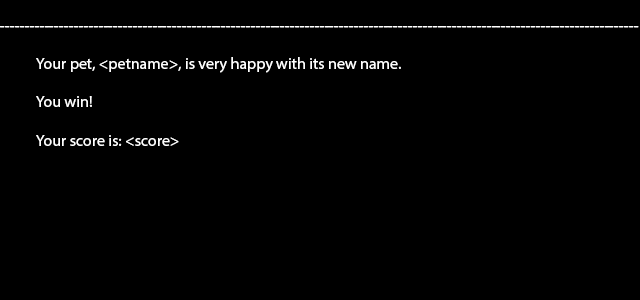 Your pet, <petname>, is very happy with its new name.
You win!
Your score is: <score>